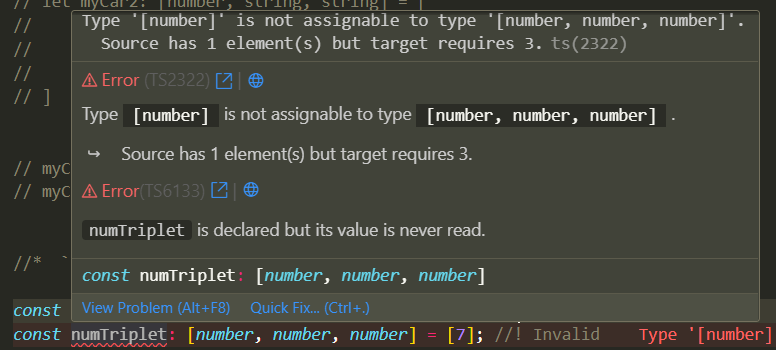 // let myCar2: [number, string, string] = [
Type '[number]' is not assignable to type '[number, number, number]'.
Source has 1 element(s) but target requires 3. ts(2322)
//
//
//
// ]
Error (TS2322) |
Type [number] is not assignable to type [number, number, number] .
↪ Source has 1 element(s) but target requires 3.
// myC
// myC
Error(TS6133) |
numTriplet is declared but its value is never read.
//* `
const numTriplet: [number, number, number]
const
View Problem (Alt+F8) Quick Fix... (Ctrl+.)
const numTriplet: [number, number, number] = [7]; //! Invalid Type '[number]